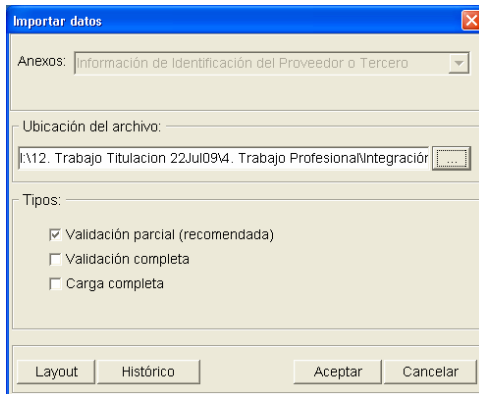 Importar datos
Anexos: Información de Identificación del Proveedor o Tercero
Ubicación del archivo:
I:\12. Trabajo Titulacion 22Jul09\4. Trabajo Profesional\Integración ...
Tipos:
Validación parcial (recomendada)
Validación completa
Carga completa
Layout Histórico Aceptar Cancelar